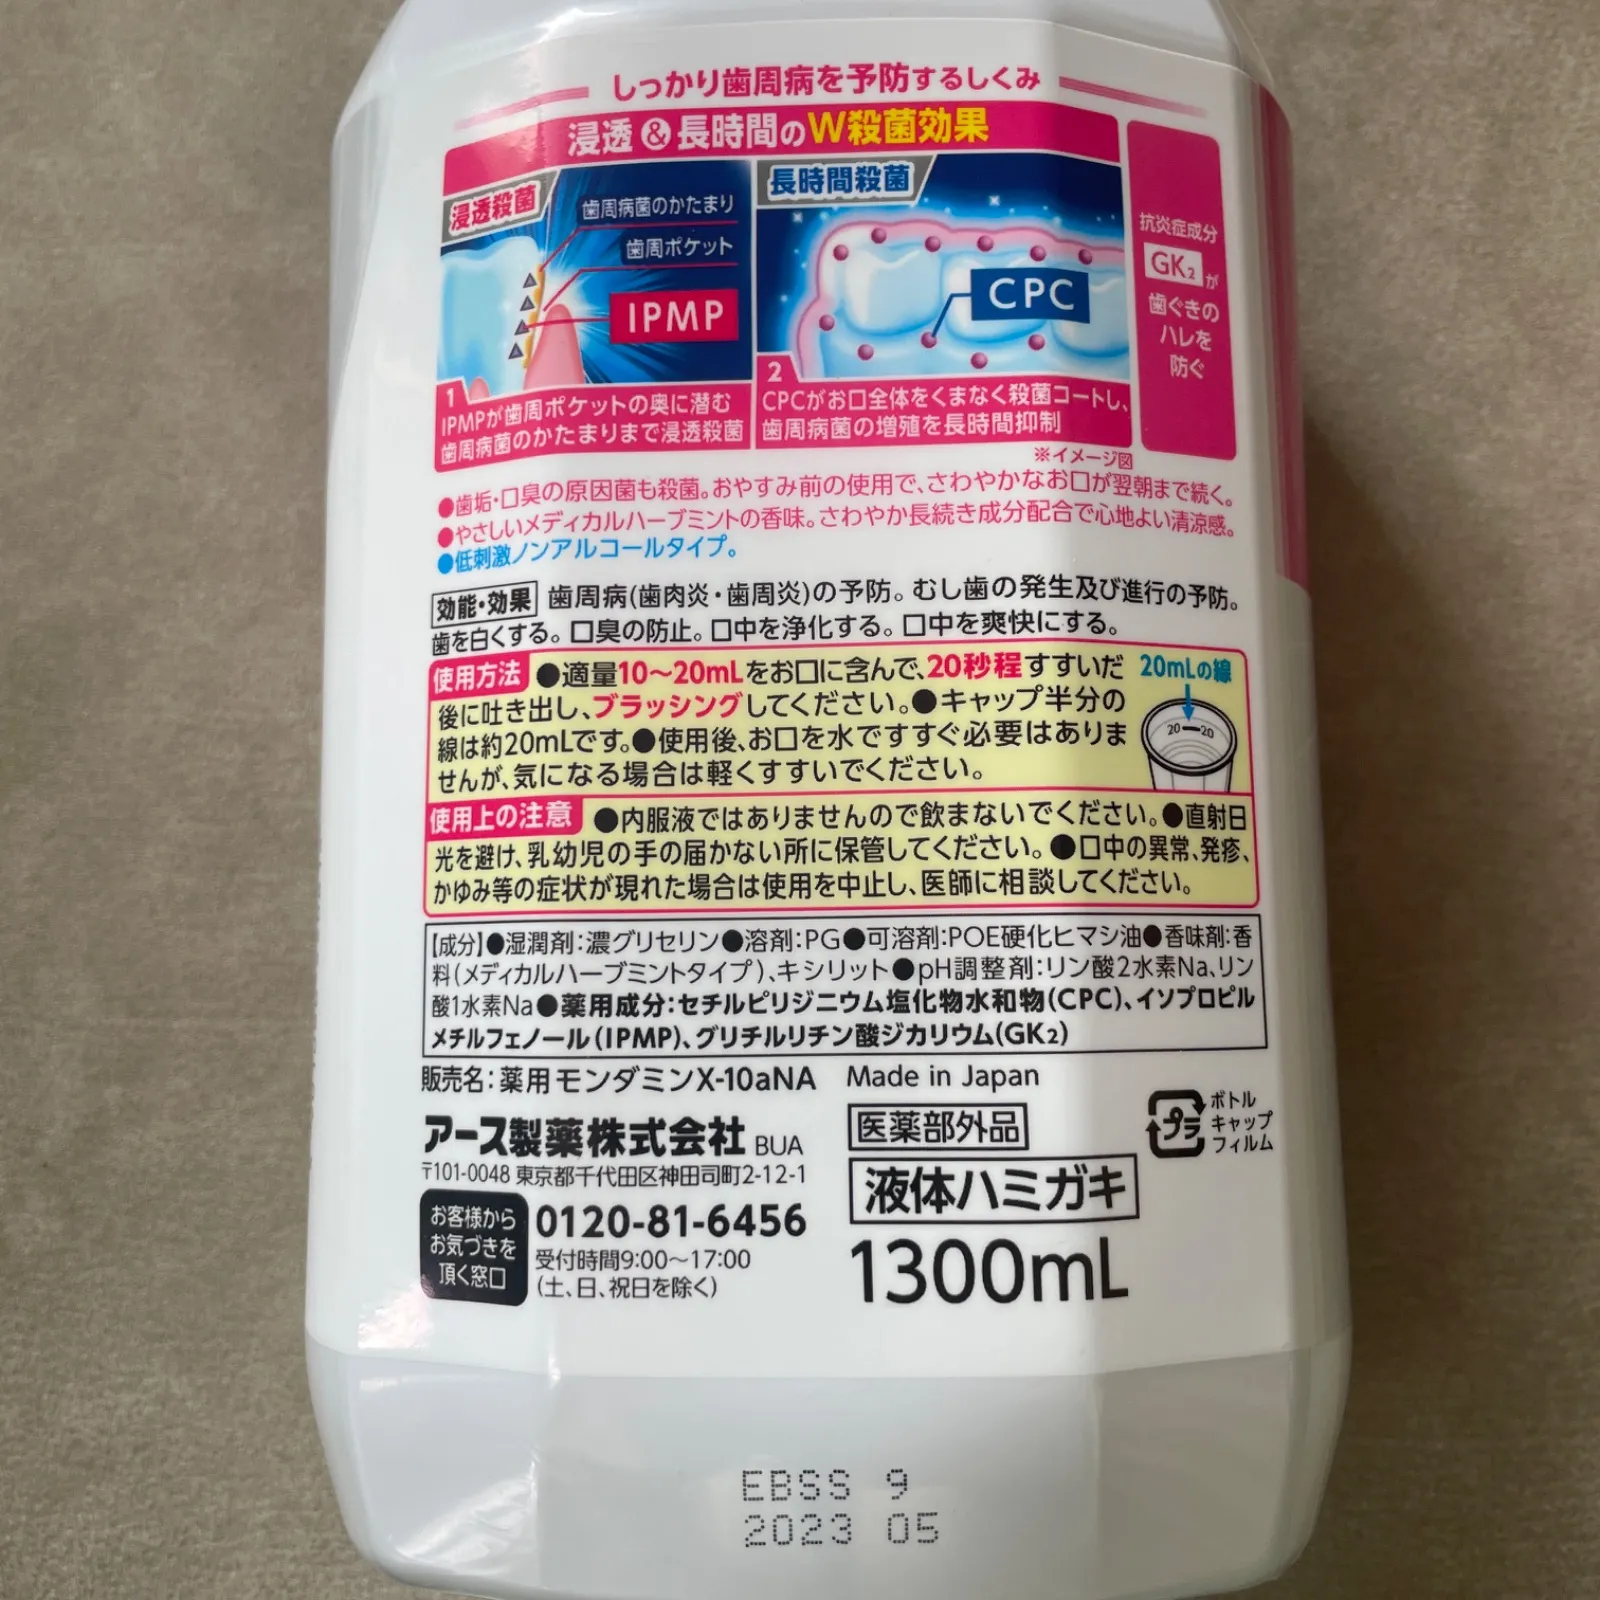 しっかり歯周病を予防するしくみ
浸透&長時間のW殺菌効果
浸透殺菌
歯周病菌のかたまり
歯周ポケット
IPMP
1
IPMPが歯周ポケットの奥に潜む
歯周病菌のかたまりまで浸透殺菌
長時間殺菌
CPC
2
CPCがお口全体をくまなく殺菌コートし、
歯周病菌の増殖を長時間抑制
抗炎症成分
GK2が
歯ぐきの
ハレを
防ぐ
※イメージ図
●歯垢・口臭の原因菌も殺菌。おやすみ前の使用で、さわやかなお口が翌朝まで続く。
●やさしいメディカルハーブミントの香味。さわやか長続き成分配合で心地よい清涼感。
●低刺激ノンアルコールタイプ。
効能・効果 歯周病(歯肉炎・歯周炎)の予防。むし歯の発生及び進行の予防。
歯を白くする。口臭の防止。口中を浄化する。口中を爽快にする。
使用方法 ●適量10〜20mLをお口に含んで、20秒程すすいだ
後に吐き出し、ブラッシングしてください。●キャップ半分の
線は約20mLです。●使用後、お口を水ですすぐ必要はありま
せんが、気になる場合は軽くすすいでください。
20mLの線
20 20
使用上の注意 ●内服液ではありませんので飲まないでください。●直射日
光を避け、乳幼児の手の届かない所に保管してください。●口中の異常、発疹、
かゆみ等の症状が現れた場合は使用を中止し、医師に相談してください。
【成分】●湿潤剤:濃グリセリン●溶剤:PG●可溶剤:POE硬化ヒマシ油●香味剤:香
料(メディカルハーブミントタイプ)、キシリット●pH調整剤:リン酸2水素Na、リン
酸1水素Na●薬用成分:セチルピリジニウム塩化物水和物(CPC)、イソプロピル
メチルフェノール(IPMP)、グリチルリチン酸ジカリウム(GK2)
販売名:薬用モンダミンX-10aNA Made in Japan
アース製薬株式会社 BUA
〒101-0048 東京都千代田区神田司町2-12-1
お客様から
お気づきを
頂く窓口
0120-81-6456
受付時間9:00〜17:00
(土、日、祝日を除く)
医薬部外品
液体ハミガキ
1300mL
プラ
ボトル
キャップ
フィルム
EBSS 9
2023 05